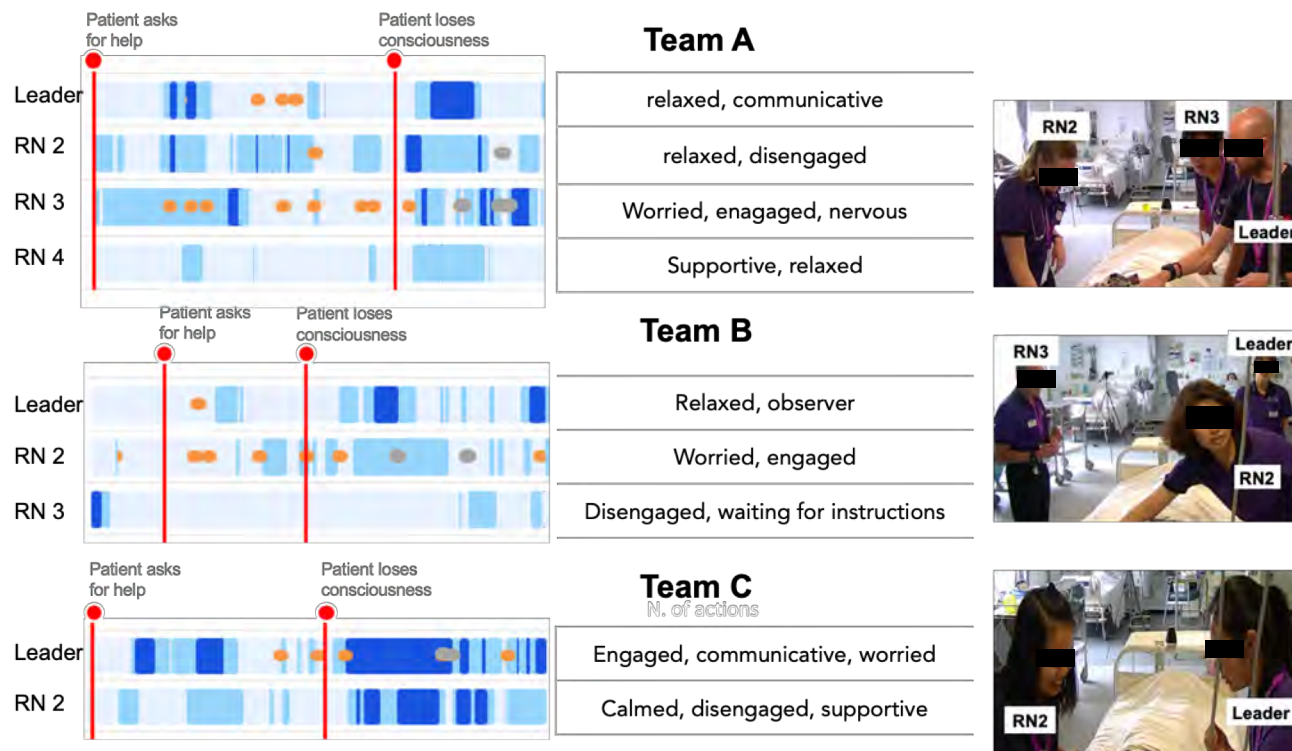 Patient asks
for help
Patient loses
consciousness
Team A
Leader
relaxed, communicative
RN 2
relaxed, disengaged
RN 3
Worried, enagaged, nervous
RN 4
Supportive, relaxed
RN2
RN3
Leader
Patient asks
for help
Patient loses
consciousness
Team B
Leader
Relaxed, observer
RN 2
Worried, engaged
RN 3
Disengaged, waiting for instructions
RN3
Leader
RN2
Patient asks
for help
Patient loses
consciousness
Team C
N. of actions
Leader
Engaged, communicative, worried
RN 2
Calmed, disengaged, supportive
RN2
Leader